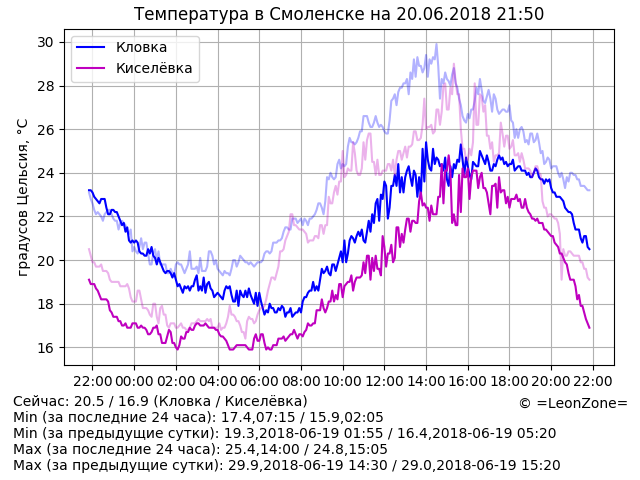 Температура в Смоленске на 20.06.2018 21:50
Кловка
Киселёвка
градусов Цельсия, °C
30
28
26
24
22
20
18
16
22:00 00:00 02:00 04:00 06:00 08:00 10:00 12:00 14:00 16:00 18:00 20:00 22:00
Сейчас: 20.5 / 16.9 (Кловка / Киселёвка)
© =LeonZone=
Min (за последние 24 часа): 17.4,07:15 / 15.9,02:05
Min (за предыдущие сутки): 19.3,2018-06-19 01:55 / 16.4,2018-06-19 05:20
Max (за последние 24 часа): 25.4,14:00 / 24.8,15:05
Max (за предыдущие сутки): 29.9,2018-06-19 14:30 / 29.0,2018-06-19 15:20